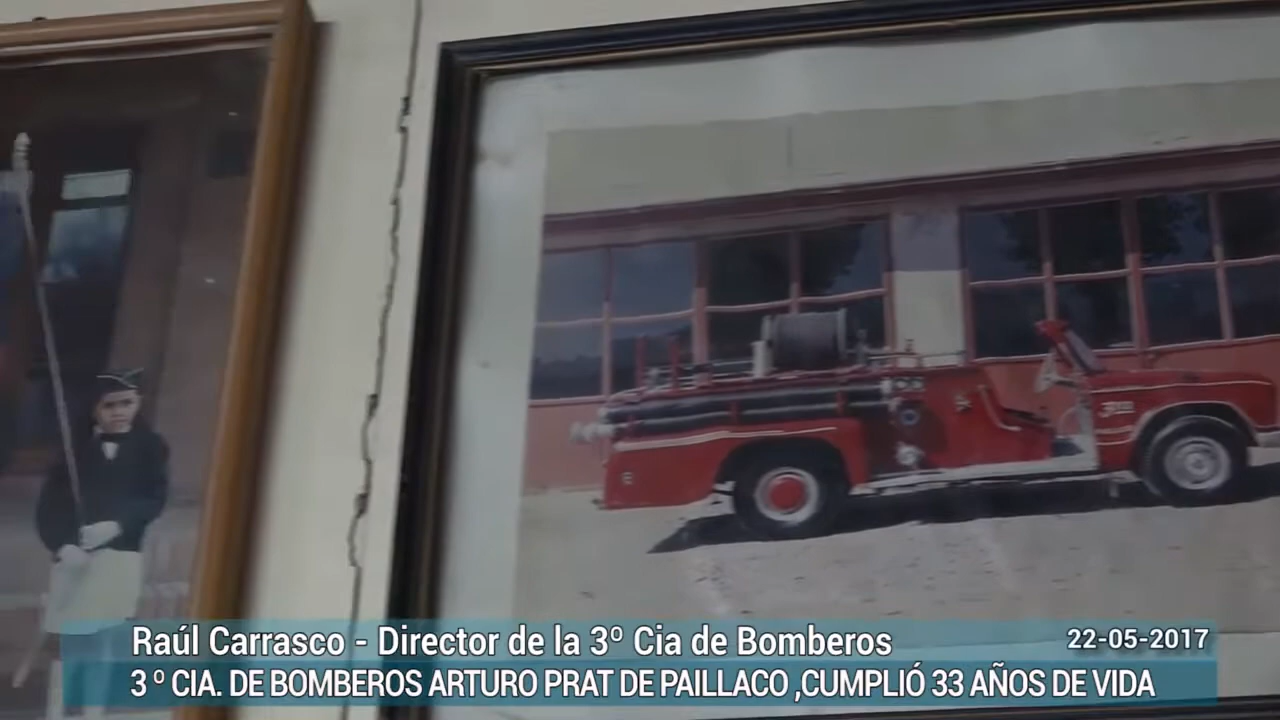 Raúl Carrasco - Director de la 3º Cia de Bomberos
22-05-2017
3 º CIA. DE BOMBEROS ARTURO PRAT DE PAILLACO ,CUMPLIÓ 33 AÑOS DE VIDA